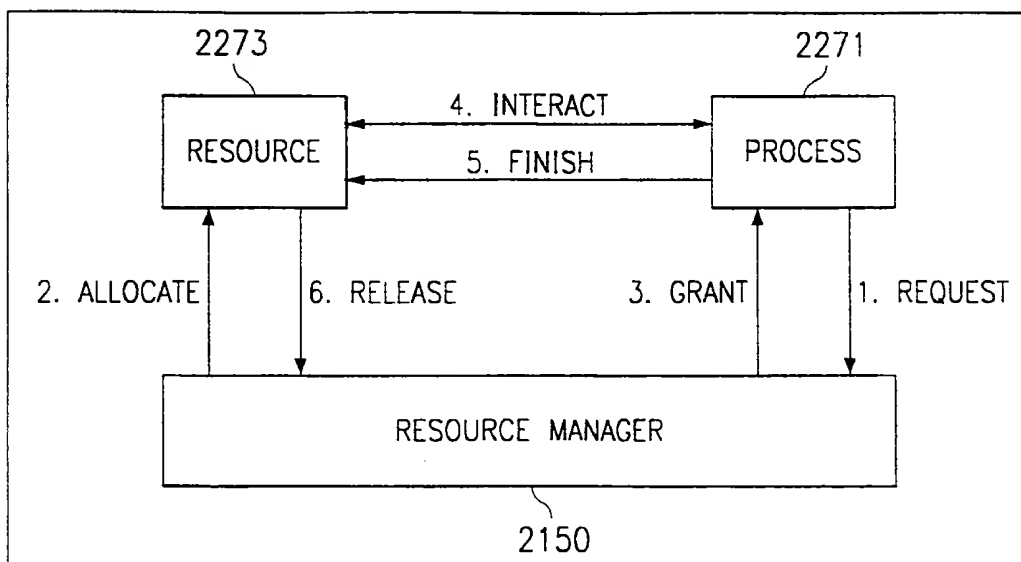 2273
2271
4. INTERACT
RESOURCE
PROCESS
5. FINISH
2. ALLOCATE
6. RELEASE
3. GRANT
1. REQUEST
RESOURCE MANAGER
2150